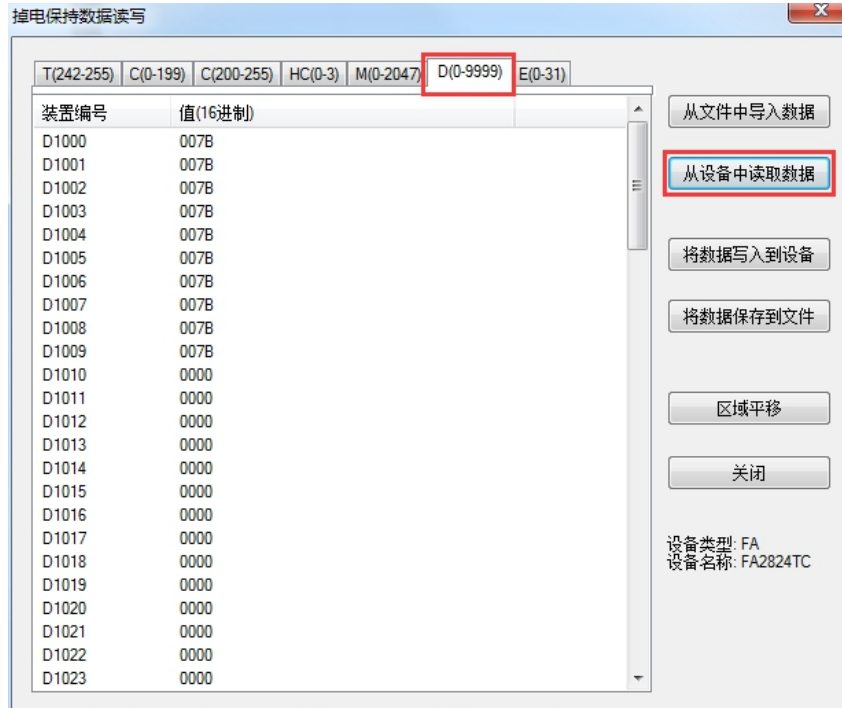 掉电保持数据读写
T(242-255) C(0-199) C(200-255) HC(0-3) M(0-2047) D(0-9999) E(0-31)
装置编号 值(16进制)
D1000 007B
D1001 007B
D1002 007B
D1003 007B
D1004 007B
D1005 007B
D1006 007B
D1007 007B
D1008 007B
D1009 007B
D1010 0000
D1011 0000
D1012 0000
D1013 0000
D1014 0000
D1015 0000
D1016 0000
D1017 0000
D1018 0000
D1019 0000
D1020 0000
D1021 0000
D1022 0000
D1023 0000
从文件中导入数据
从设备中读取数据
将数据写入到设备
将数据保存到文件
区域平移
关闭
设备类型: FA
设备名称: FA2824TC